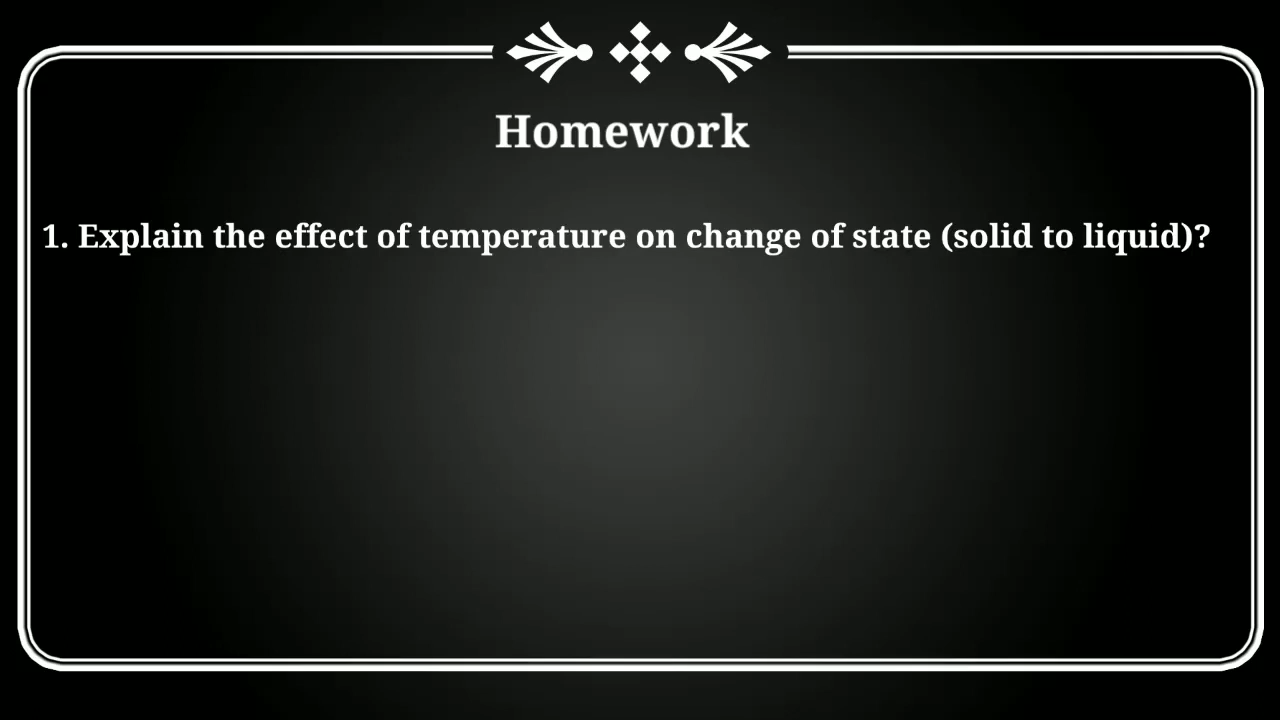 Homework
1. Explain the effect of temperature on change of state (solid to liquid)?